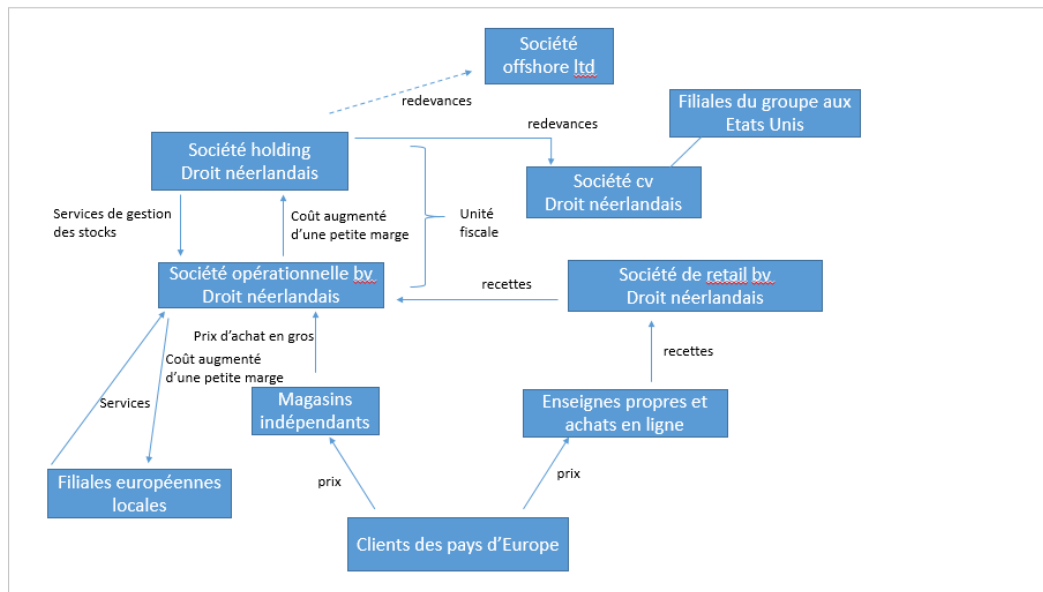 Société
offshore ltd
redevances
Filiales du groupe aux
Etats Unis
redevances
Société holding
Droit néerlandais
Société cv
Droit néerlandais
Services de gestion
des stocks
Coût augmenté
d'une petite marge
Unité
fiscale
Société opérationnelle bv
Droit néerlandais
recettes
Société de retail bv
Droit néerlandais
Prix d'achat en gros
Coût augmenté
d'une petite marge
recettes
Services
Magasins
indépendants
Enseignes propres et
achats en ligne
Filiales européennes
locales
prix
prix
Clients des pays d'Europe